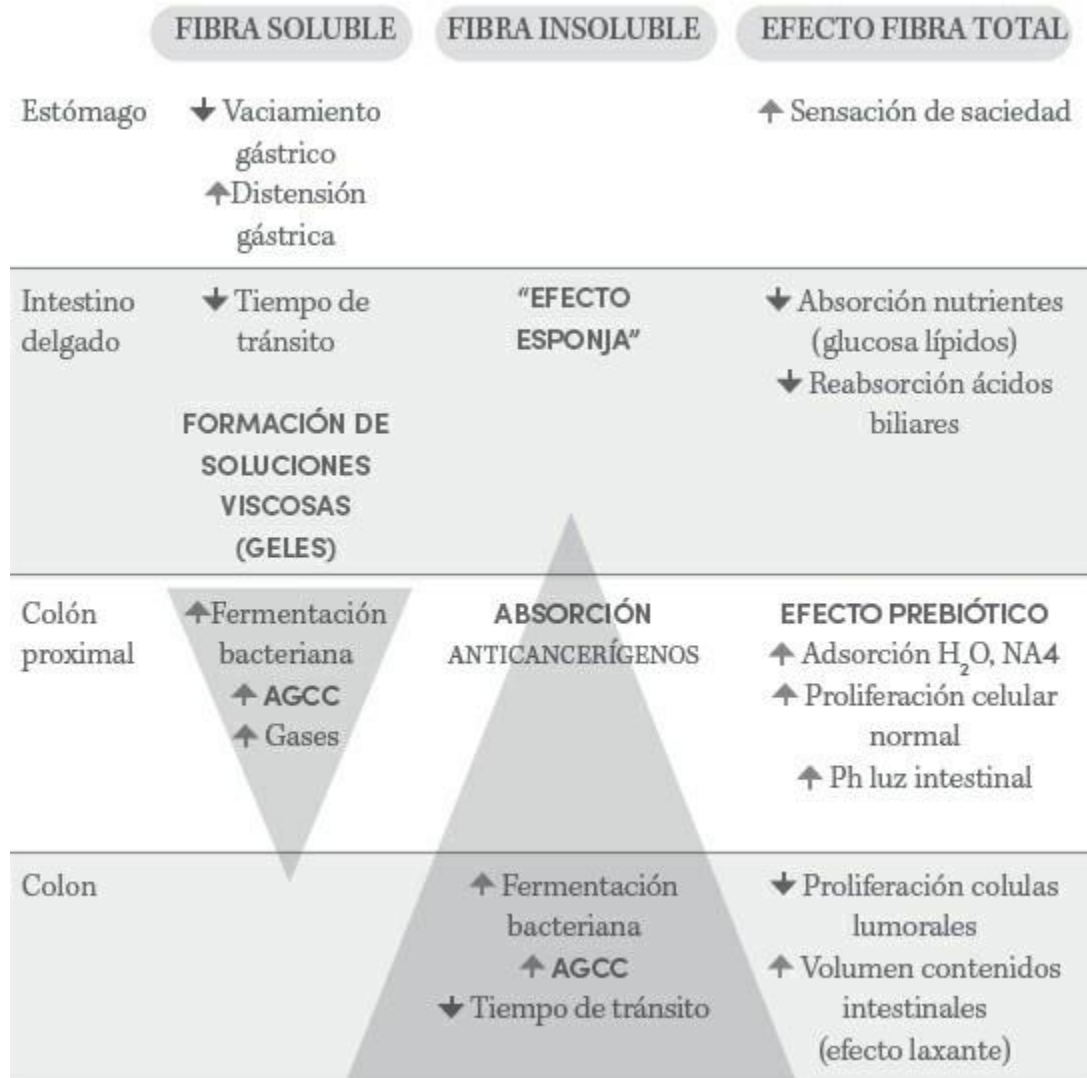 FIBRA SOLUBLE
FIBRA INSOLUBLE
EFECTO FIBRA TOTAL
Estómago
↓ Vaciamiento
gástrico
↑Distensión
gástrica
↑ Sensación de saciedad
Intestino
delgado
↓ Tiempo de
tránsito
FORMACIÓN DE
SOLUCIONES
VISCOSAS
(GELES)
"EFECTO
ESPONJA"
↓ Absorción nutrientes
(glucosa lípidos)
↓ Reabsorción ácidos
biliares
Colón
proximal
↑Fermentación
bacteriana
↑ AGCC
↑ Gases
ABSORCIÓN
ANTICANCERÍGENOS
EFECTO PREBIÓTICO
↑ Adsorción H₂O, NA4
↑ Proliferación celular
normal
↑ Ph luz intestinal
Colon
↑ Fermentación
bacteriana
↑ AGCC
↓ Tiempo de tránsito
↓ Proliferación colulas
lumorales
↑ Volumen contenidos
intestinales
(efecto laxante)